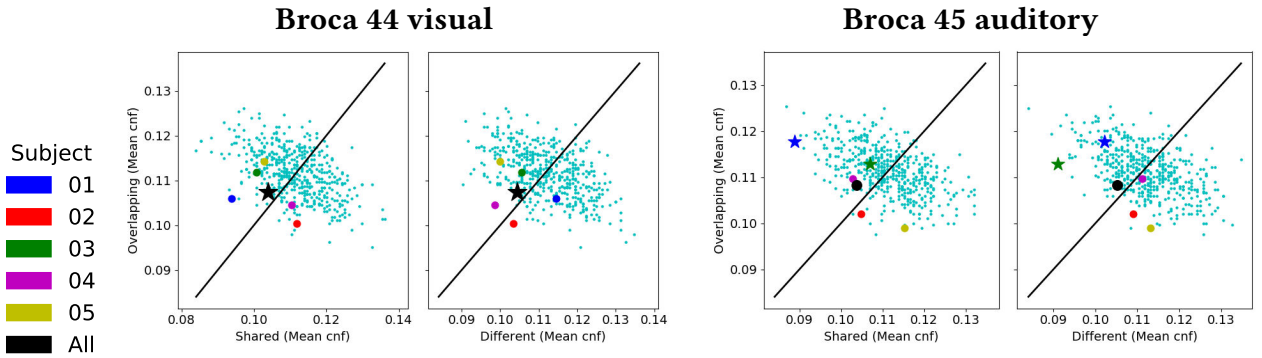 Broca 44 visual
Broca 45 auditory
Subject
01
02
03
04
05
All
Overlapping (Mean cnf)
0.13
0.12
0.11
0.10
0.09
0.08 0.10 0.12 0.14
Shared (Mean cnf)
0.09 0.10 0.11 0.12 0.13 0.14
Different (Mean cnf)
Overlapping (Mean cnf)
0.13
0.12
0.11
0.10
0.09
0.09 0.10 0.11 0.12 0.13
Shared (Mean cnf)
0.09 0.10 0.11 0.12 0.13
Different (Mean cnf)